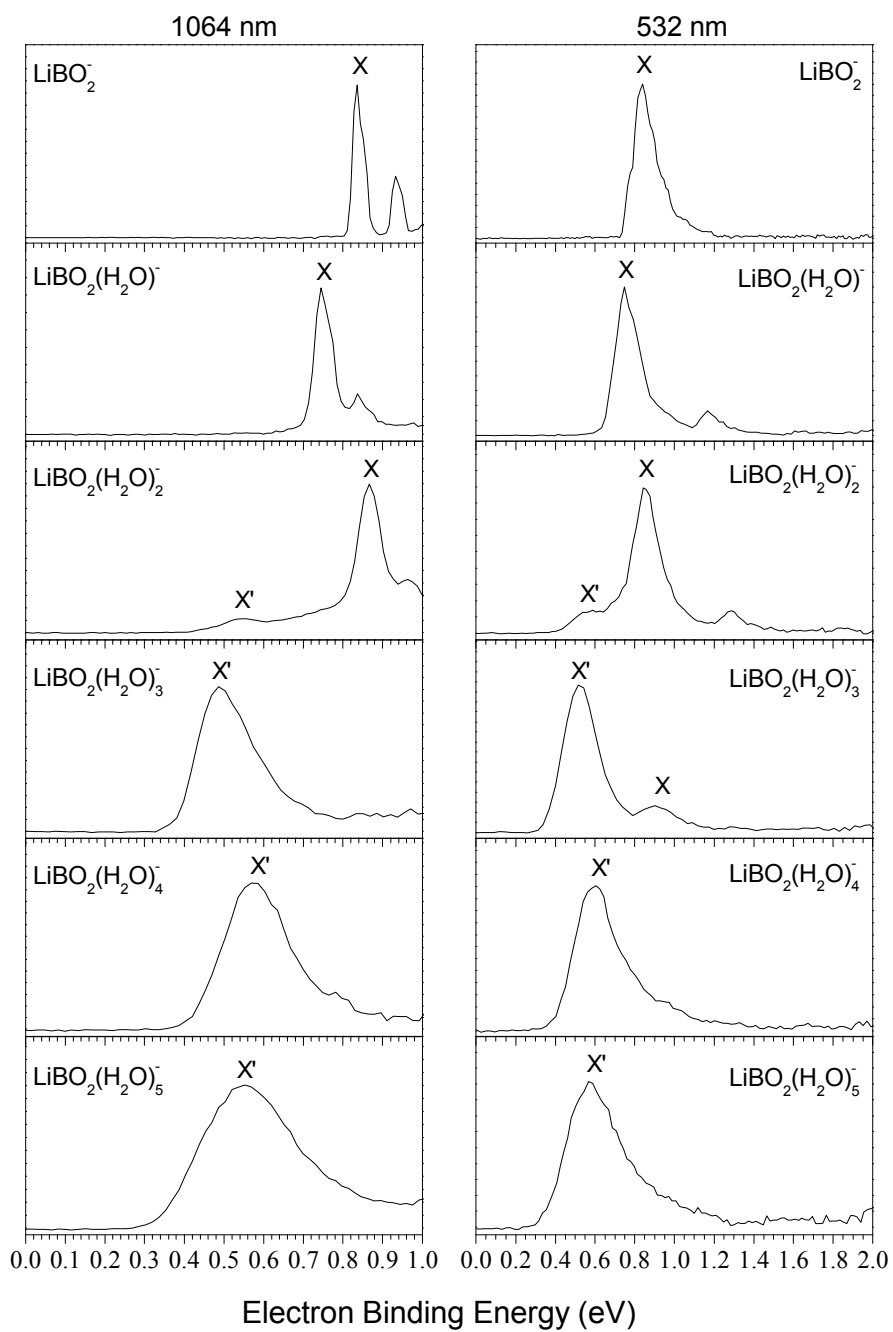 1064 nm
532 nm
LiBO₂⁻
X
X
LiBO₂⁻
LiBO₂(H₂O)⁻
X
X
LiBO₂(H₂O)⁻
LiBO₂(H₂O)₂⁻
X'
X
X'
X
LiBO₂(H₂O)₂⁻
LiBO₂(H₂O)₃⁻
X'
X'
X
LiBO₂(H₂O)₃⁻
LiBO₂(H₂O)₄⁻
X'
X'
LiBO₂(H₂O)₄⁻
LiBO₂(H₂O)₅⁻
X'
X'
LiBO₂(H₂O)₅⁻
0.0 0.1 0.2 0.3 0.4 0.5 0.6 0.7 0.8 0.9 1.0
0.0 0.2 0.4 0.6 0.8 1.0 1.2 1.4 1.6 1.8 2.0
Electron Binding Energy (eV)